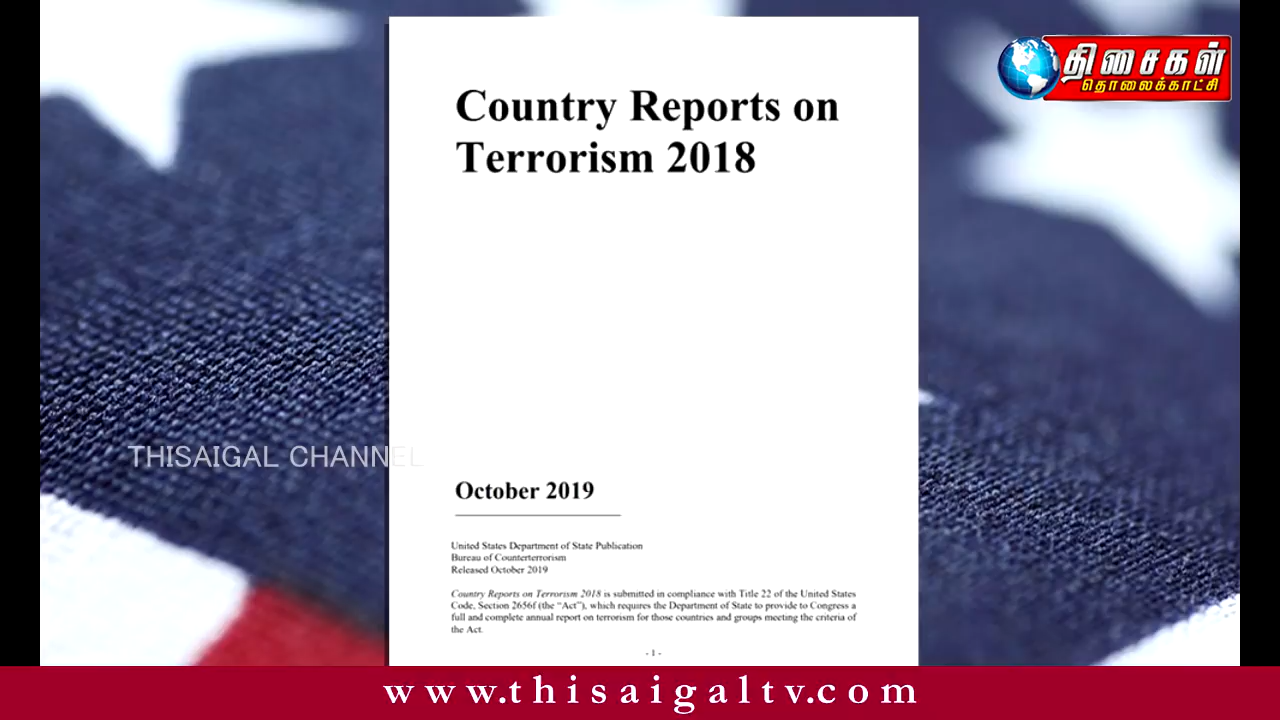 திசைகள்
தொலைக்காட்சி
Country Reports on
Terrorism 2018
THISAIGAL CHANNEL
October 2019
United States Department of State Publication
Bureau of Counterterrorism
Released October 2019
Country Reports on Terrorism 2018 is submitted in compliance with Title 22 of the United States
Code, Section 2656f (the “Act”), which requires the Department of State to provide to Congress a
full and complete annual report on terrorism for those countries and groups meeting the criteria of
the Act.
- 1 -
www.thisaigaltv.com